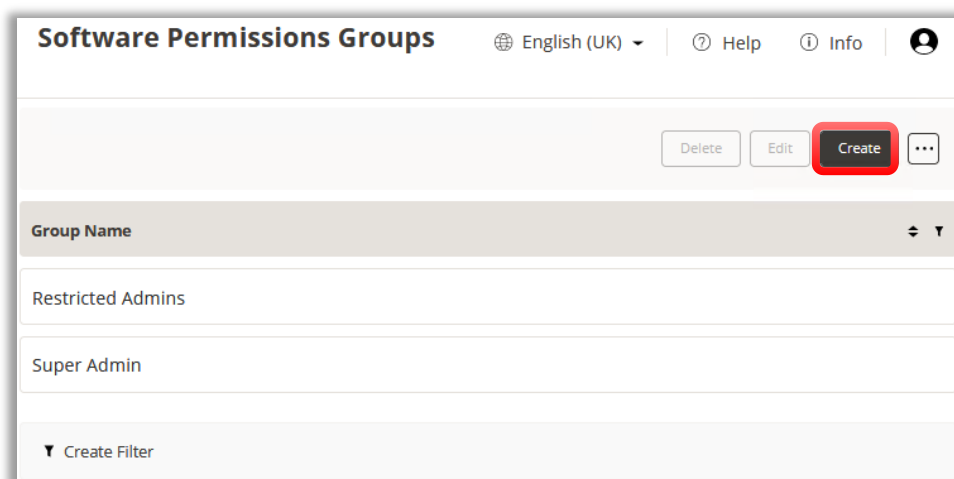 Software Permissions Groups English (UK) Help Info
Delete Edit Create ...
Group Name
Restricted Admins
Super Admin
Create Filter